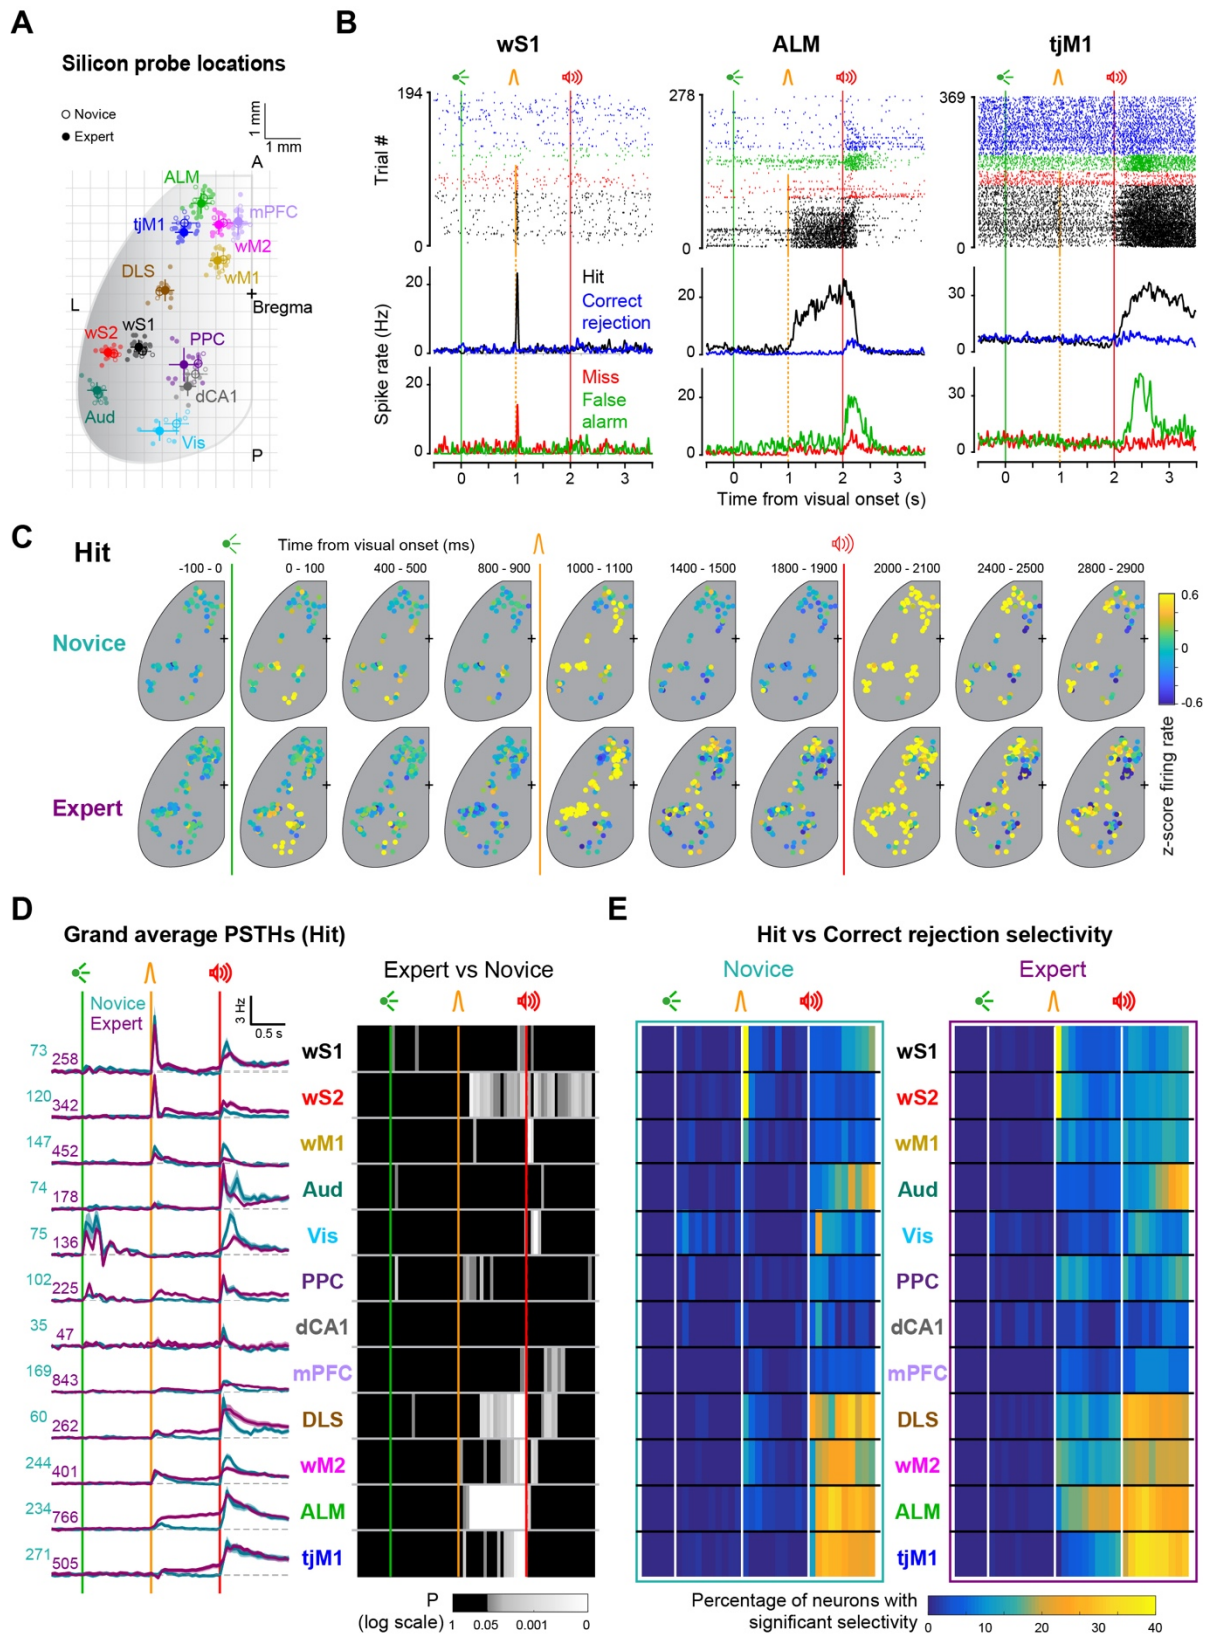 A
Silicon probe locations
Novice
Expert
1 mm
1 mm
A
ALM
mPFC
tjM1
wM2
DLS
wM1
L
Bregma
wS1
wS2
PPC
dCA1
Aud
Vis
P
B
wS1
ALM
tjM1
194
278
369
Trial #
0
0
0
Spike rate (Hz)
20
0
20
0
20
0
20
0
30
0
40
0
Hit
Correct
rejection
Miss
False
alarm
0 1 2 3
0 1 2 3
0 1 2 3
Time from visual onset (s)
C
Hit
Time from visual onset (ms)
-100 - 0
0 - 100
400 - 500
800 - 900
1000 - 1100
1400 - 1500
1800 - 1900
2000 - 2100
2400 - 2500
2800 - 2900
Novice
Expert
0.6
0
-0.6
z-score firing rate
D
Grand average PSTHs (Hit)
Novice
Expert
3 Hz
0.5 s
Expert vs Novice
73
258
wS1
120
342
wS2
147
452
wM1
74
178
Aud
75
136
Vis
102
225
PPC
35
47
dCA1
169
843
mPFC
60
262
DLS
244
401
wM2
234
766
ALM
271
505
tjM1
P
(log scale)
1 0.05 0.001 0
E
Hit vs Correct rejection selectivity
Novice
Expert
wS1
wS2
wM1
Aud
Vis
PPC
dCA1
mPFC
DLS
wM2
ALM
tjM1
Percentage of neurons with
significant selectivity
0 10 20 30 40